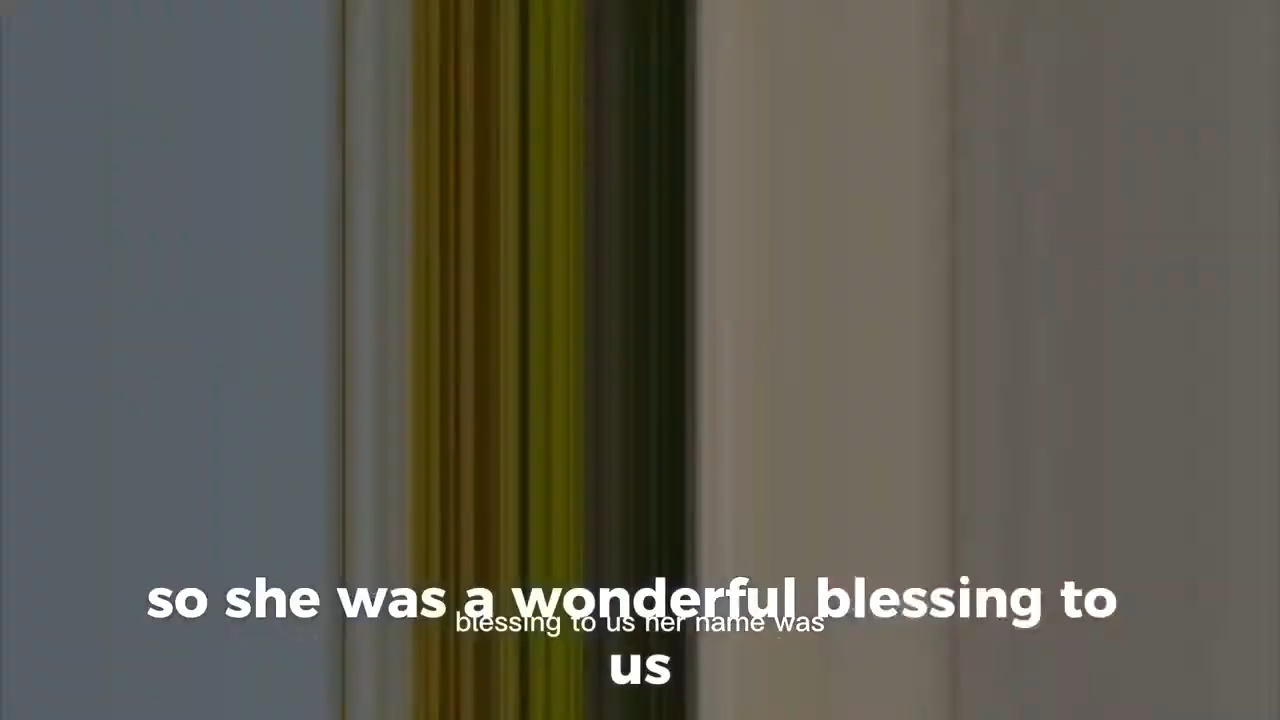 so she was a wonderful blessing to
blessing to us her name was
us